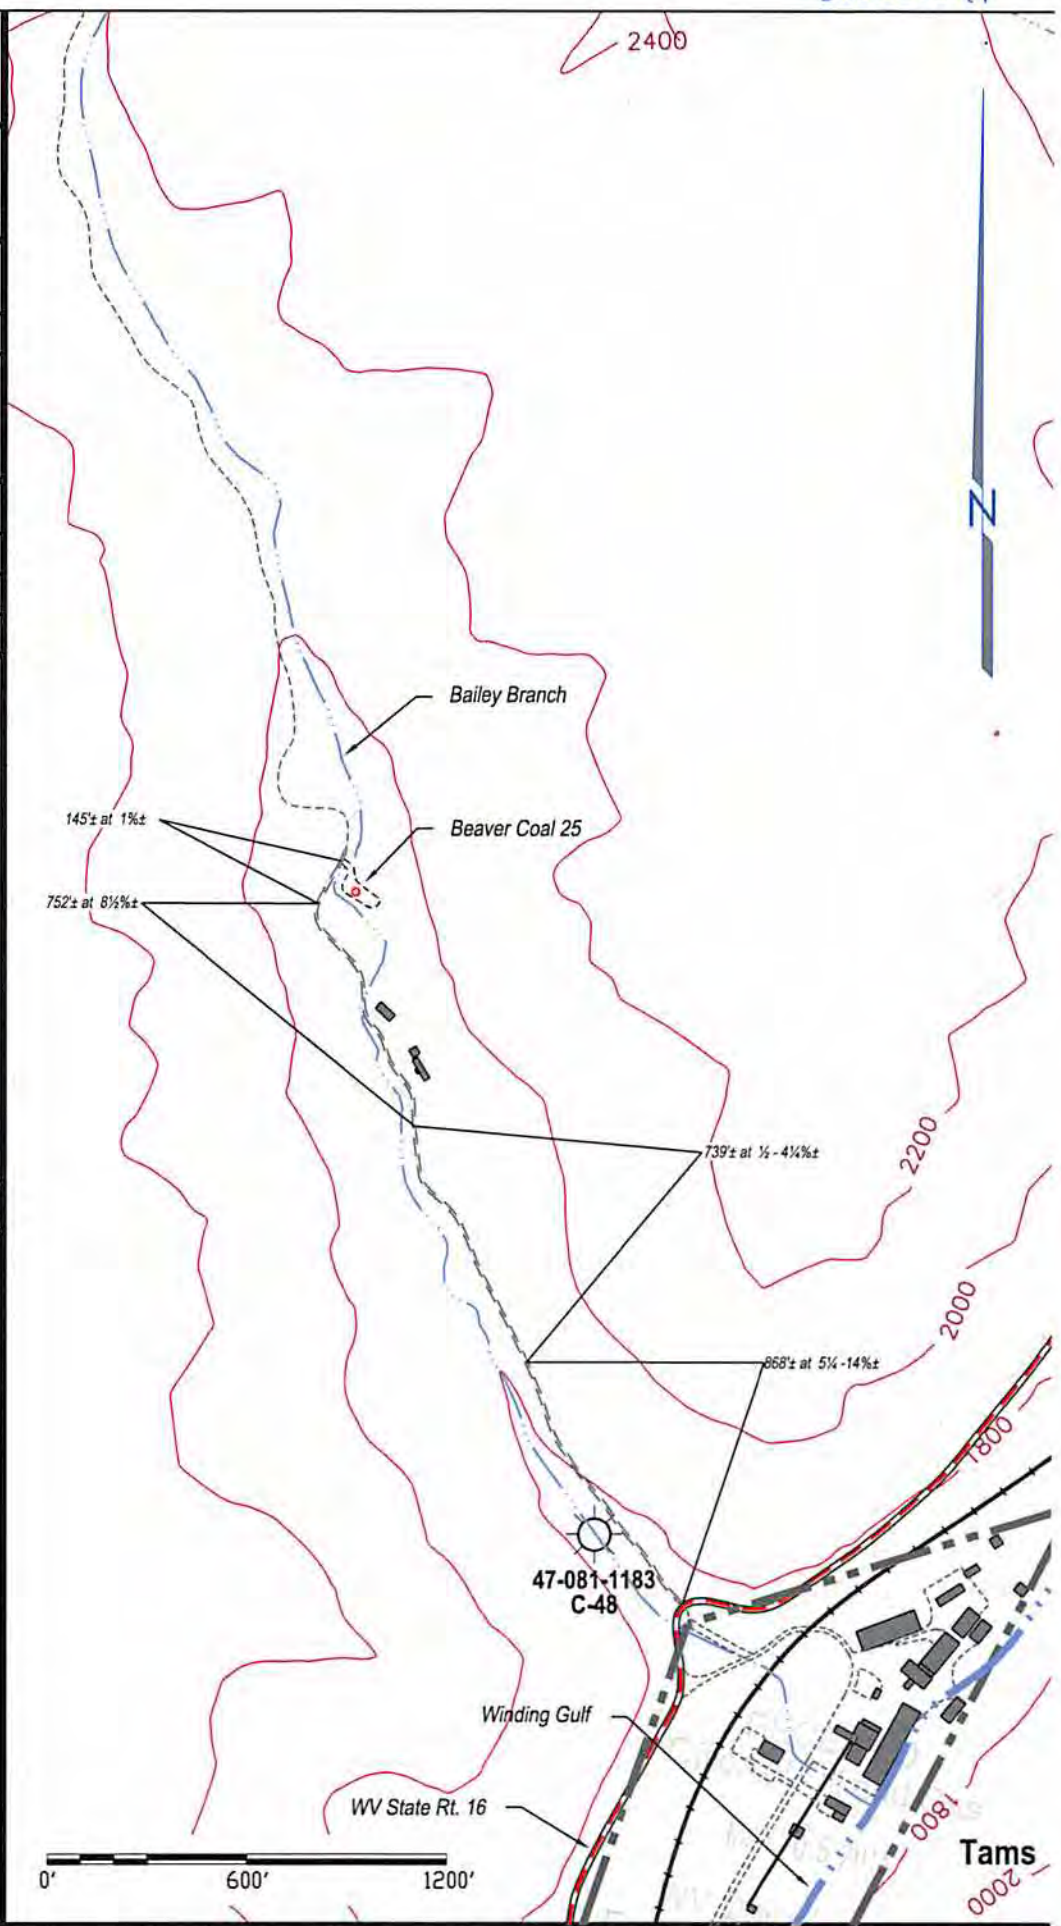 2400
N
Bailey Branch
145'± at 1%±
Beaver Coal 25
752'± at 8½%±
2200
739'± at ½ - 4¼%±
2000
868'± at 5¼ -14%±
1800
47-081-1183
C-48
Winding Gulf
WV State Rt. 16
1800
Tams
2000
0' 600' 1200'